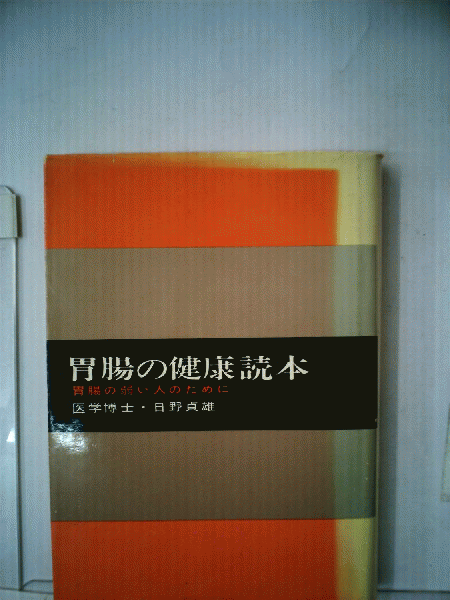 胃腸の健康読本
胃腸の弱い人のために
医学博士・日野貞雄